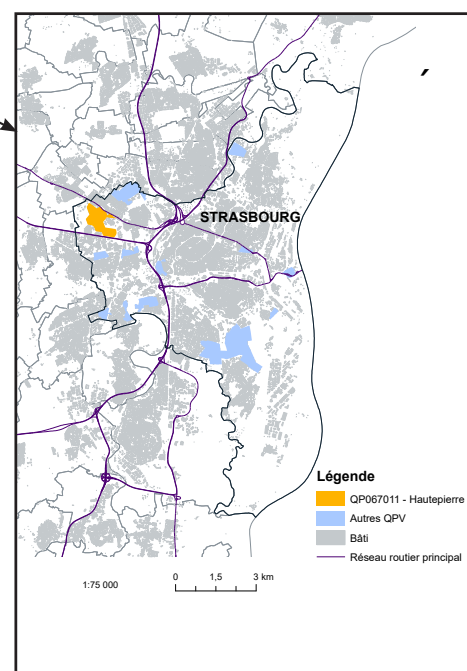 STRASBOURG
Légende
QP067011 - Hautepierre
Autres QPV
Bâti
Réseau routier principal
1:75 000
0 1,5 3 km